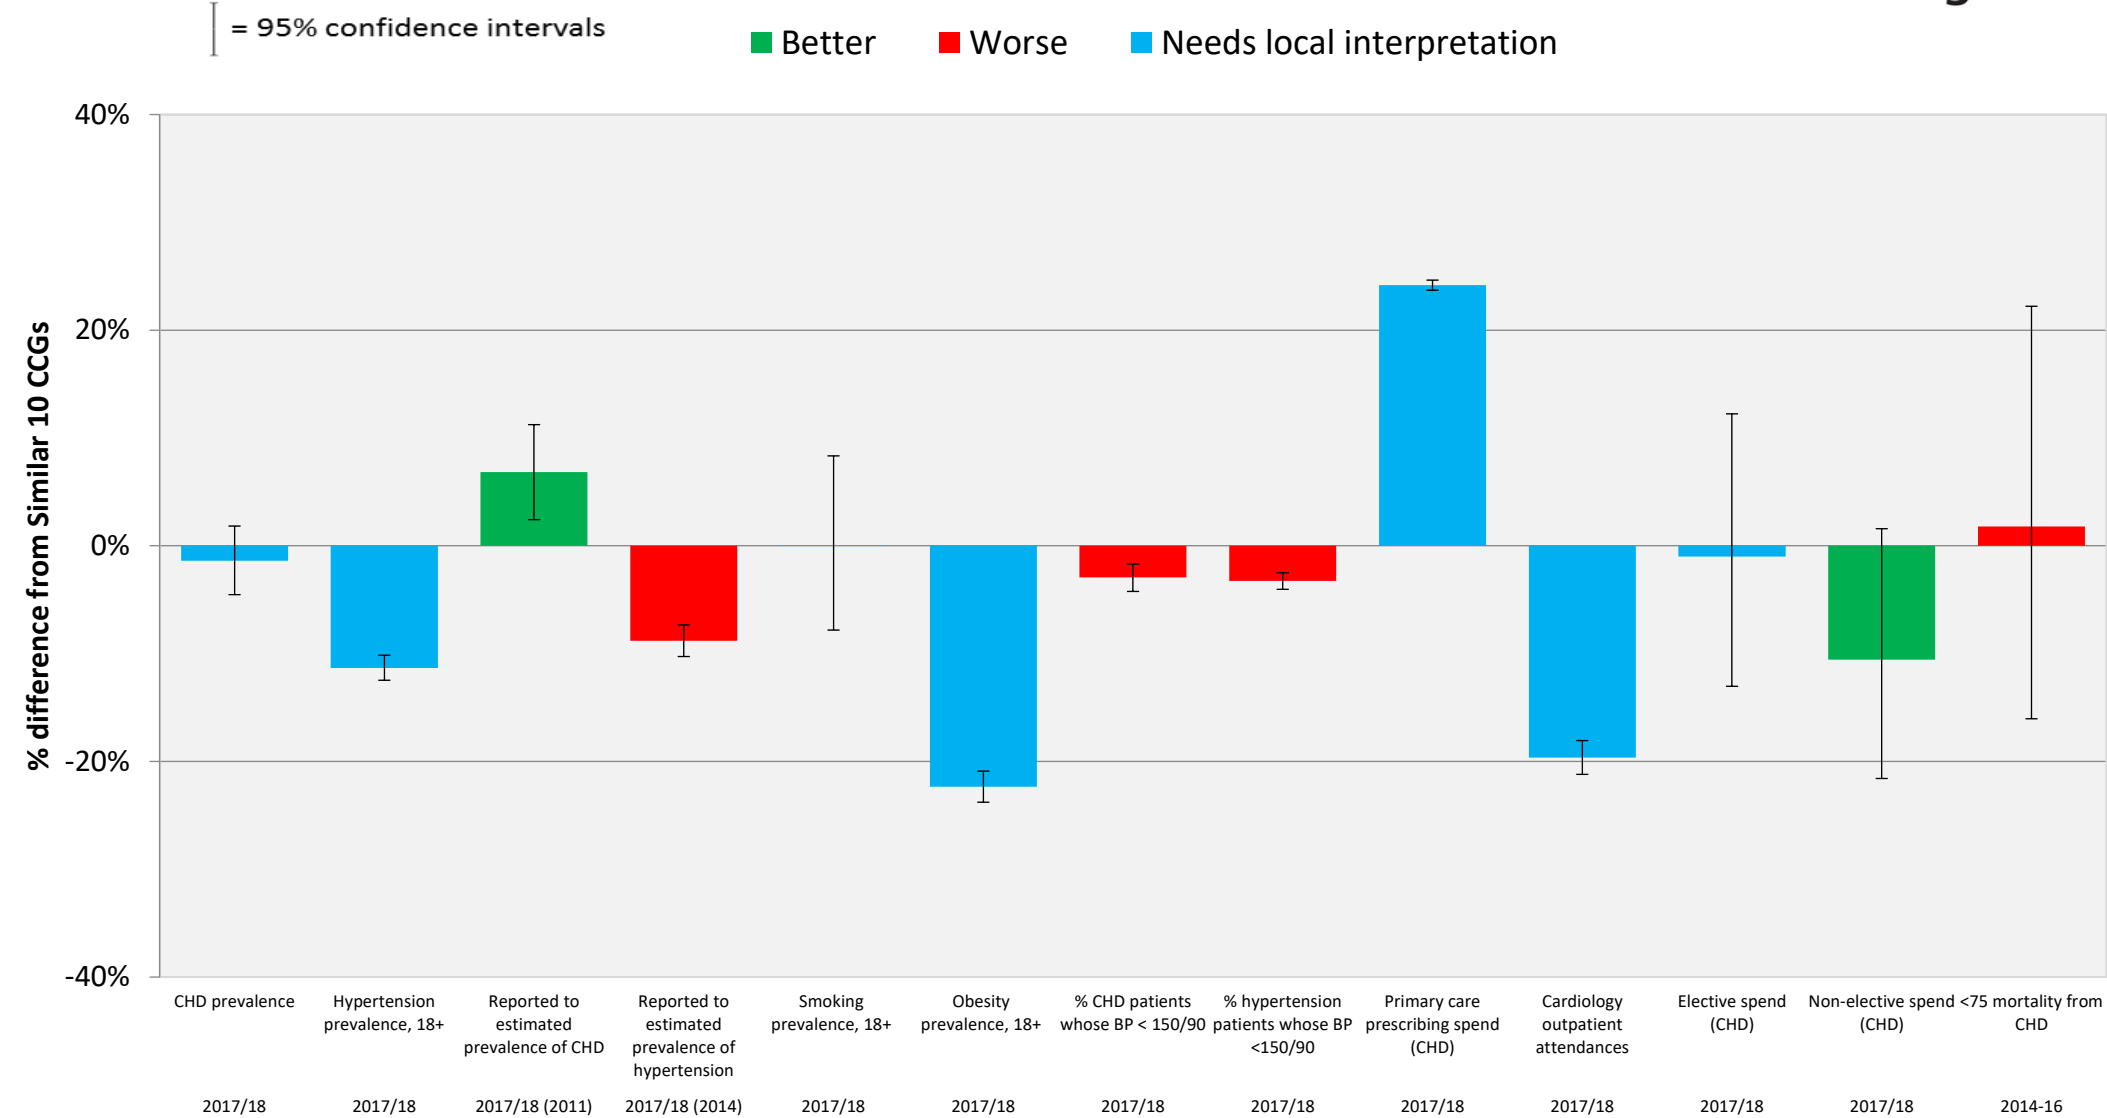 = 95% confidence intervals
Better
Worse
Needs local interpretation
% difference from Similar 10 CCGs
40%
20%
0%
-20%
-40%
CHD prevalence
2017/18
Hypertension
prevalence, 18+
2017/18
Reported to
estimated
prevalence of CHD
2017/18 (2011)
Reported to
estimated
prevalence of
hypertension
2017/18 (2014)
Smoking
prevalence, 18+
2017/18
Obesity
prevalence, 18+
2017/18
% CHD patients
whose BP < 150/90
2017/18
% hypertension
patients whose BP
<150/90
2017/18
Primary care
prescribing spend
(CHD)
2017/18
Cardiology
outpatient
attendances
2017/18
Elective spend
(CHD)
2017/18
Non-elective spend
(CHD)
2017/18
<75 mortality from
CHD
2014-16